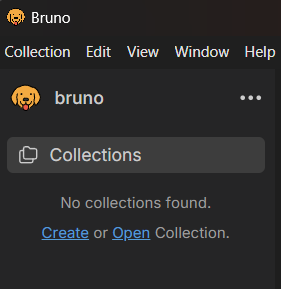 Bruno
Collection Edit View Window Help
bruno
Collections
No collections found.
Create or Open Collection.